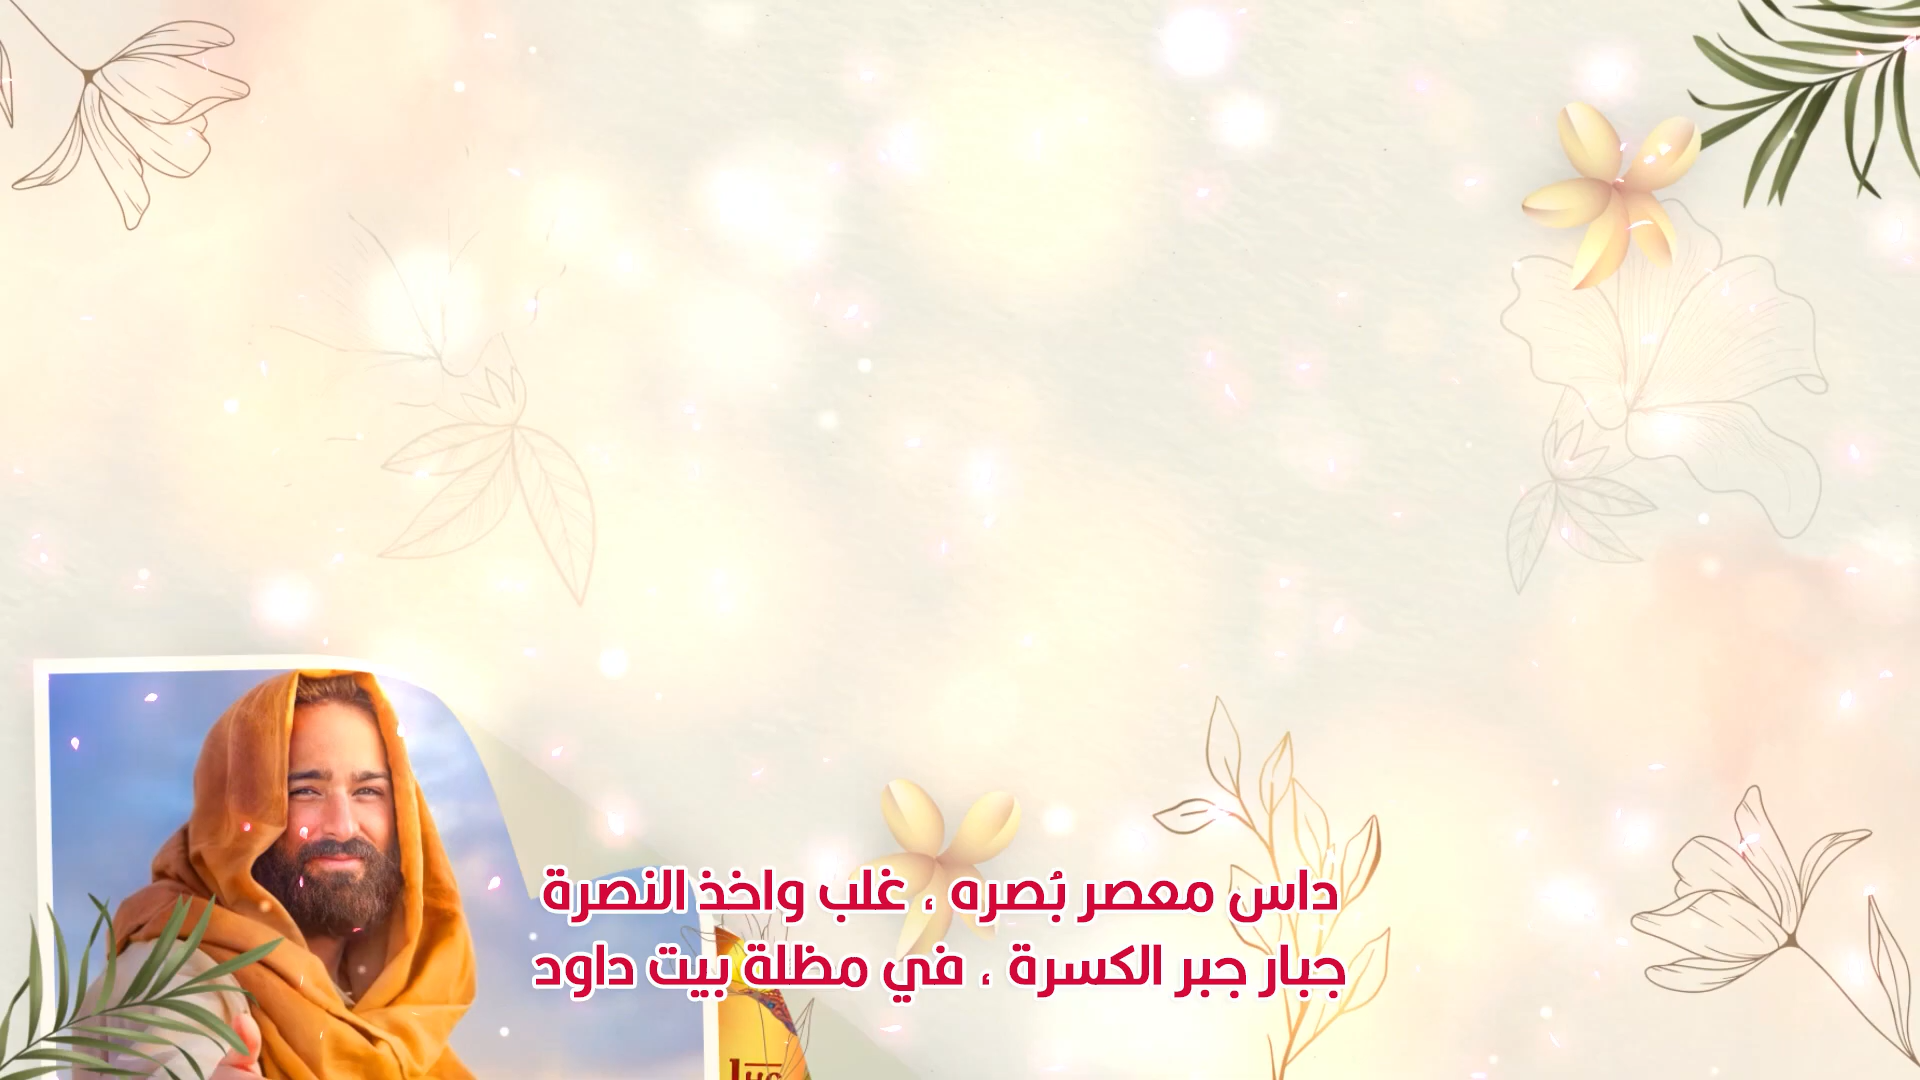 داس معصر بُصره ، غلب واخذ النصرة
جبار جبر الكسرة ، في مظلة بيت داود